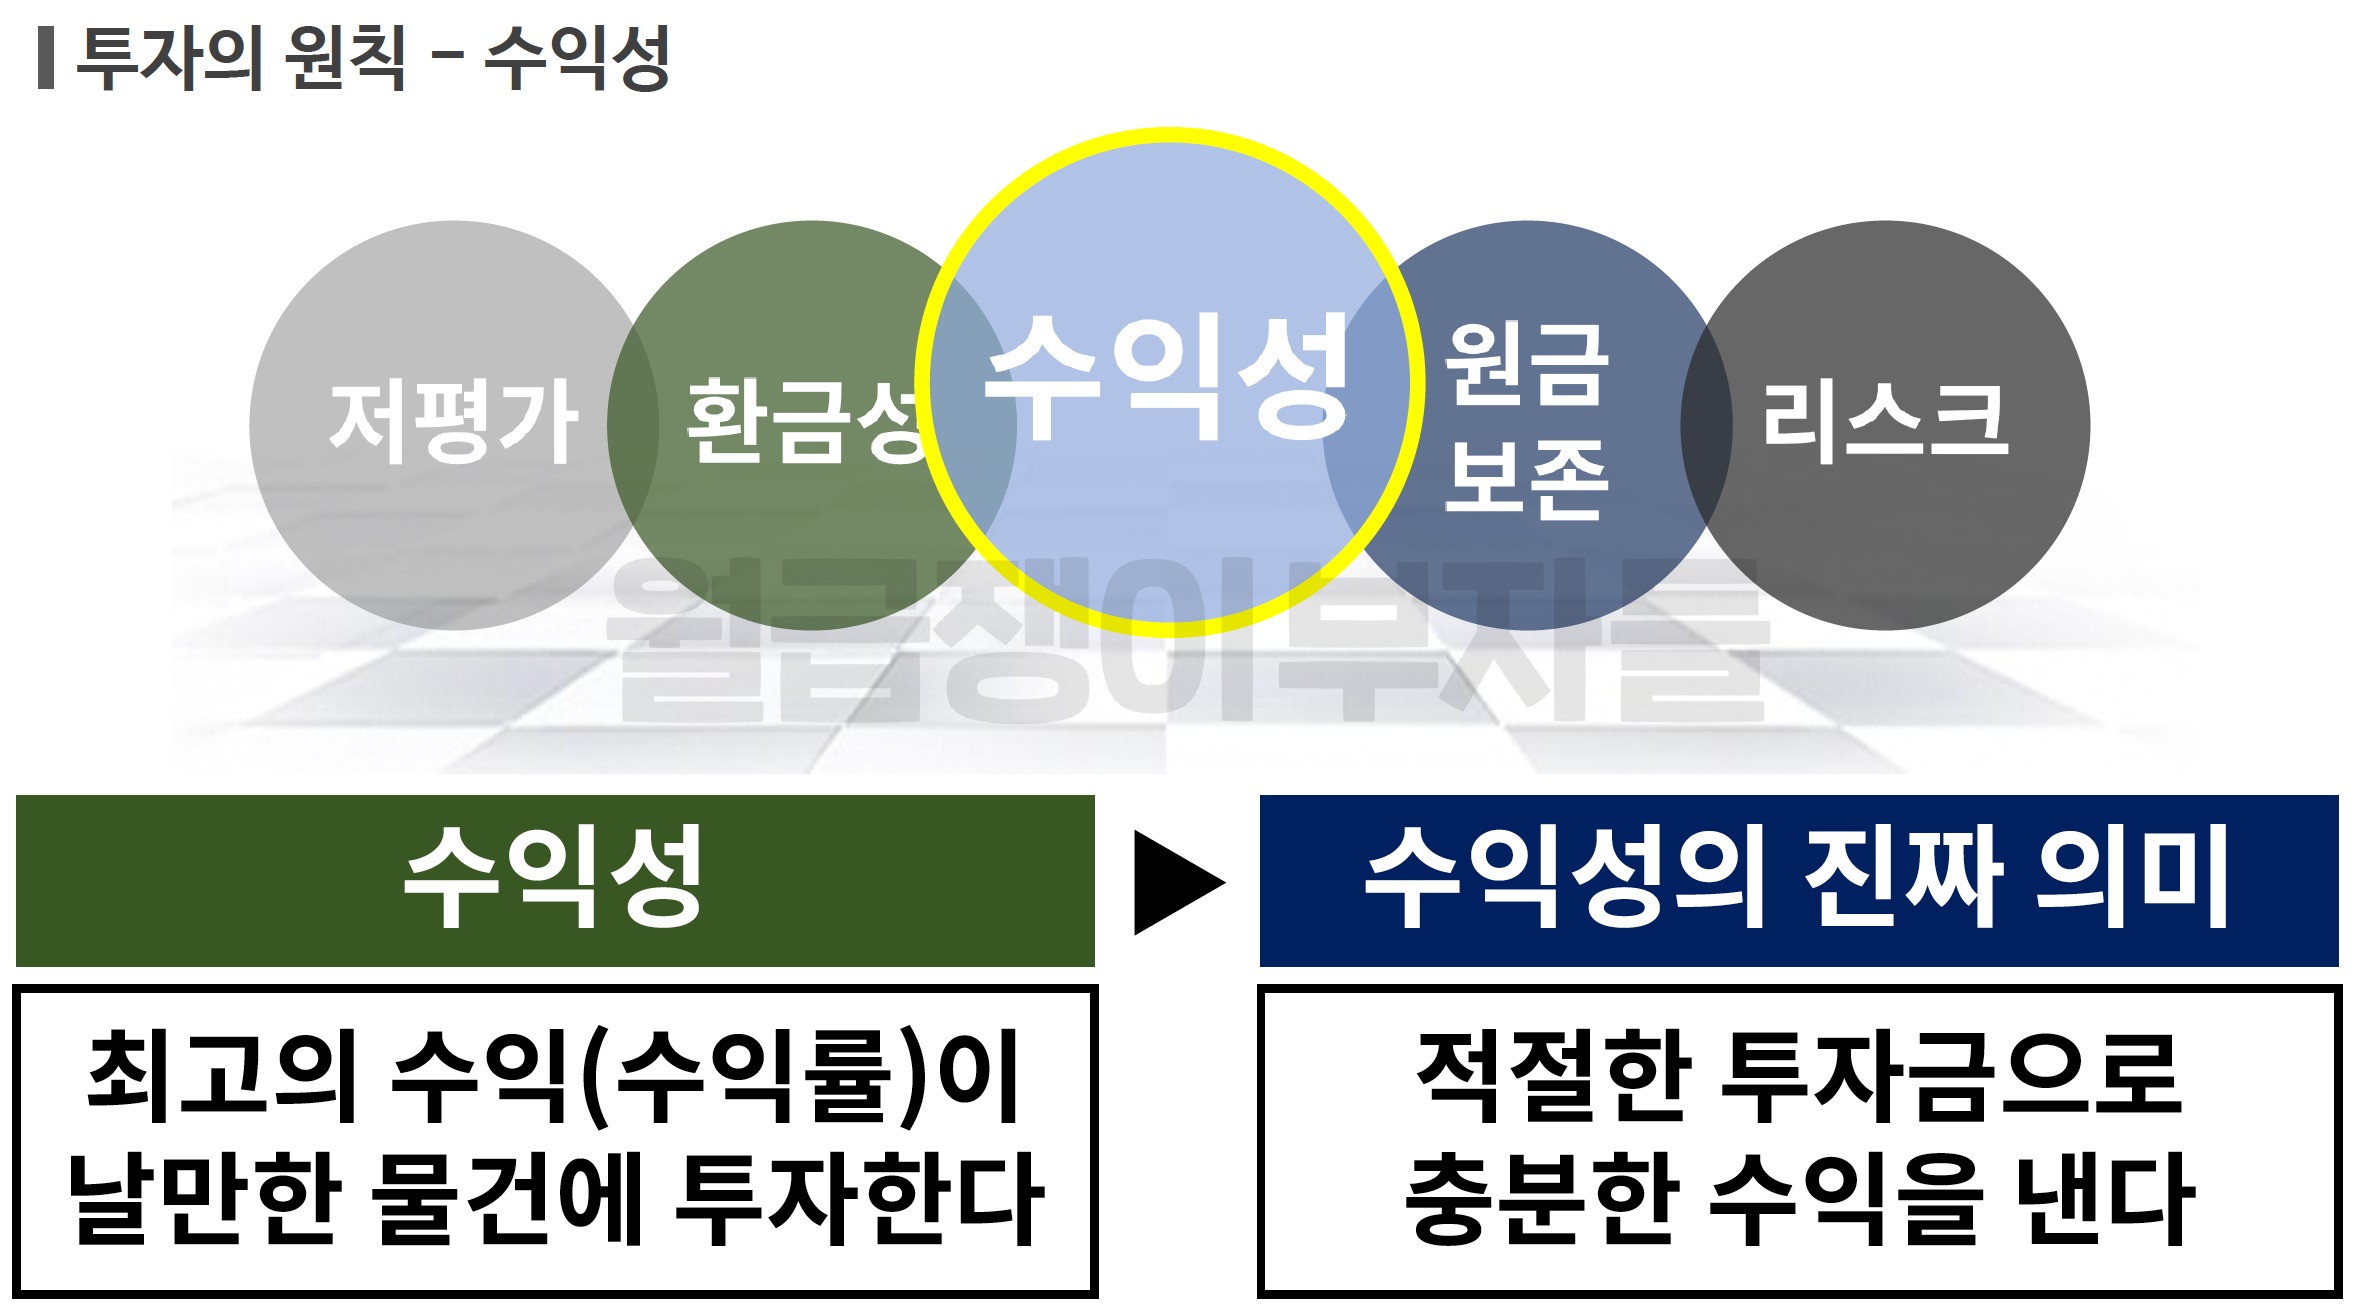 투자의 원칙 - 수익성
저평가
환금성
수익성
원금
보존
리스크
월급쟁이부자들
수익성
수익성의 진짜 의미
최고의 수익(수익률)이
날만한 물건에 투자한다
적절한 투자금으로
충분한 수익을 낸다